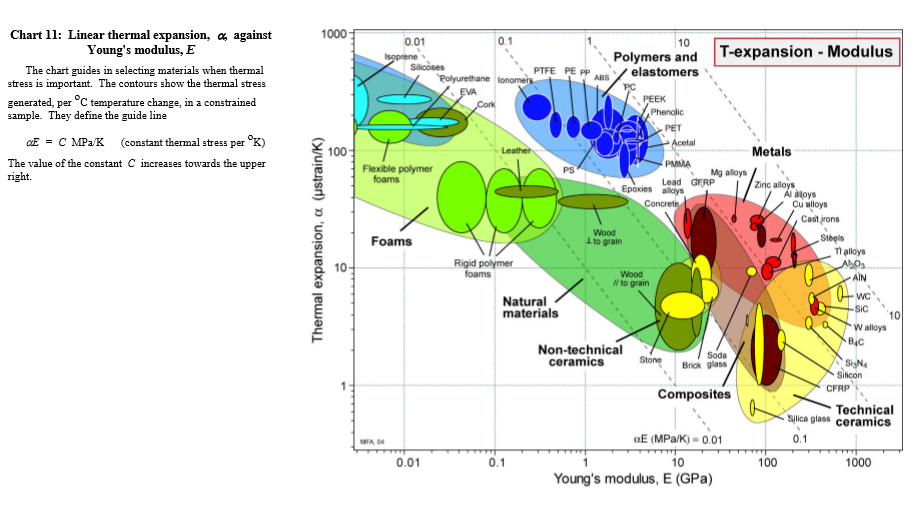 Chart 11: Linear thermal expansion, α, against
Young's modulus, E
The chart guides in selecting materials when thermal
stress is important. The contours show the thermal stress
generated, per °C temperature change, in a constrained
sample. They define the guide line
αE = C MPa/K (constant thermal stress per °K)
The value of the constant C increases towards the upper
right.
T-expansion - Modulus
Thermal expansion, α (μstrain/K)
1000
100
10
1
0.01
0.1
1
10
Isoprene
Silicones
Polyurethane
EVA
Cork
Ionomers
PTFE
PE
PP
ABS
Polymers and
elastomers
PC
PEEK
Phenolic
PET
Acetal
PMMA
PS
Epoxies
Leather
Flexible polymer
foams
Foams
Rigid polymer
foams
Metals
Lead
alloys
GFRP
Mg alloys
Zinc alloys
Al alloys
Cu alloys
Cast irons
Steels
Ti alloys
Al₂O₃
AlN
WC
SiC
10
W alloys
B₄C
Si₃N₄
Silicon
CFRP
Concrete
Wood
⊥ to grain
Wood
// to grain
Natural
materials
Non-technical
ceramics
Stone
Brick
Soda
glass
Composites
Technical
ceramics
Silica glass
αE (MPa/K) = 0.01
0.1
MFA, 04
0.01
0.1
1
10
100
1000
Young's modulus, E (GPa)